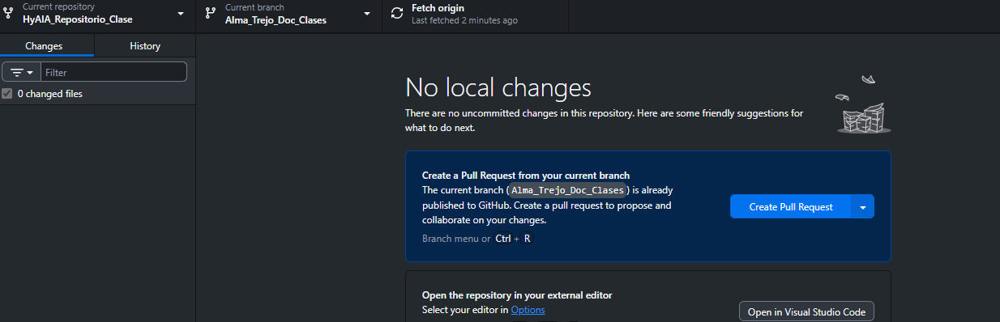 Current repository
HyAIA_Repositorio_Clase
Current branch
Alma_Trejo_Doc_Clases
Fetch origin
Last fetched 2 minutes ago
Changes
History
Filter
0 changed files
No local changes
There are no uncommitted changes in this repository. Here are some friendly suggestions for
what to do next.
Create a Pull Request from your current branch
The current branch (Alma_Trejo_Doc_Clases) is already
published to GitHub. Create a pull request to propose and
collaborate on your changes.
Branch menu or Ctrl + R
Create Pull Request
Open the repository in your external editor
Select your editor in Options
Open in Visual Studio Code